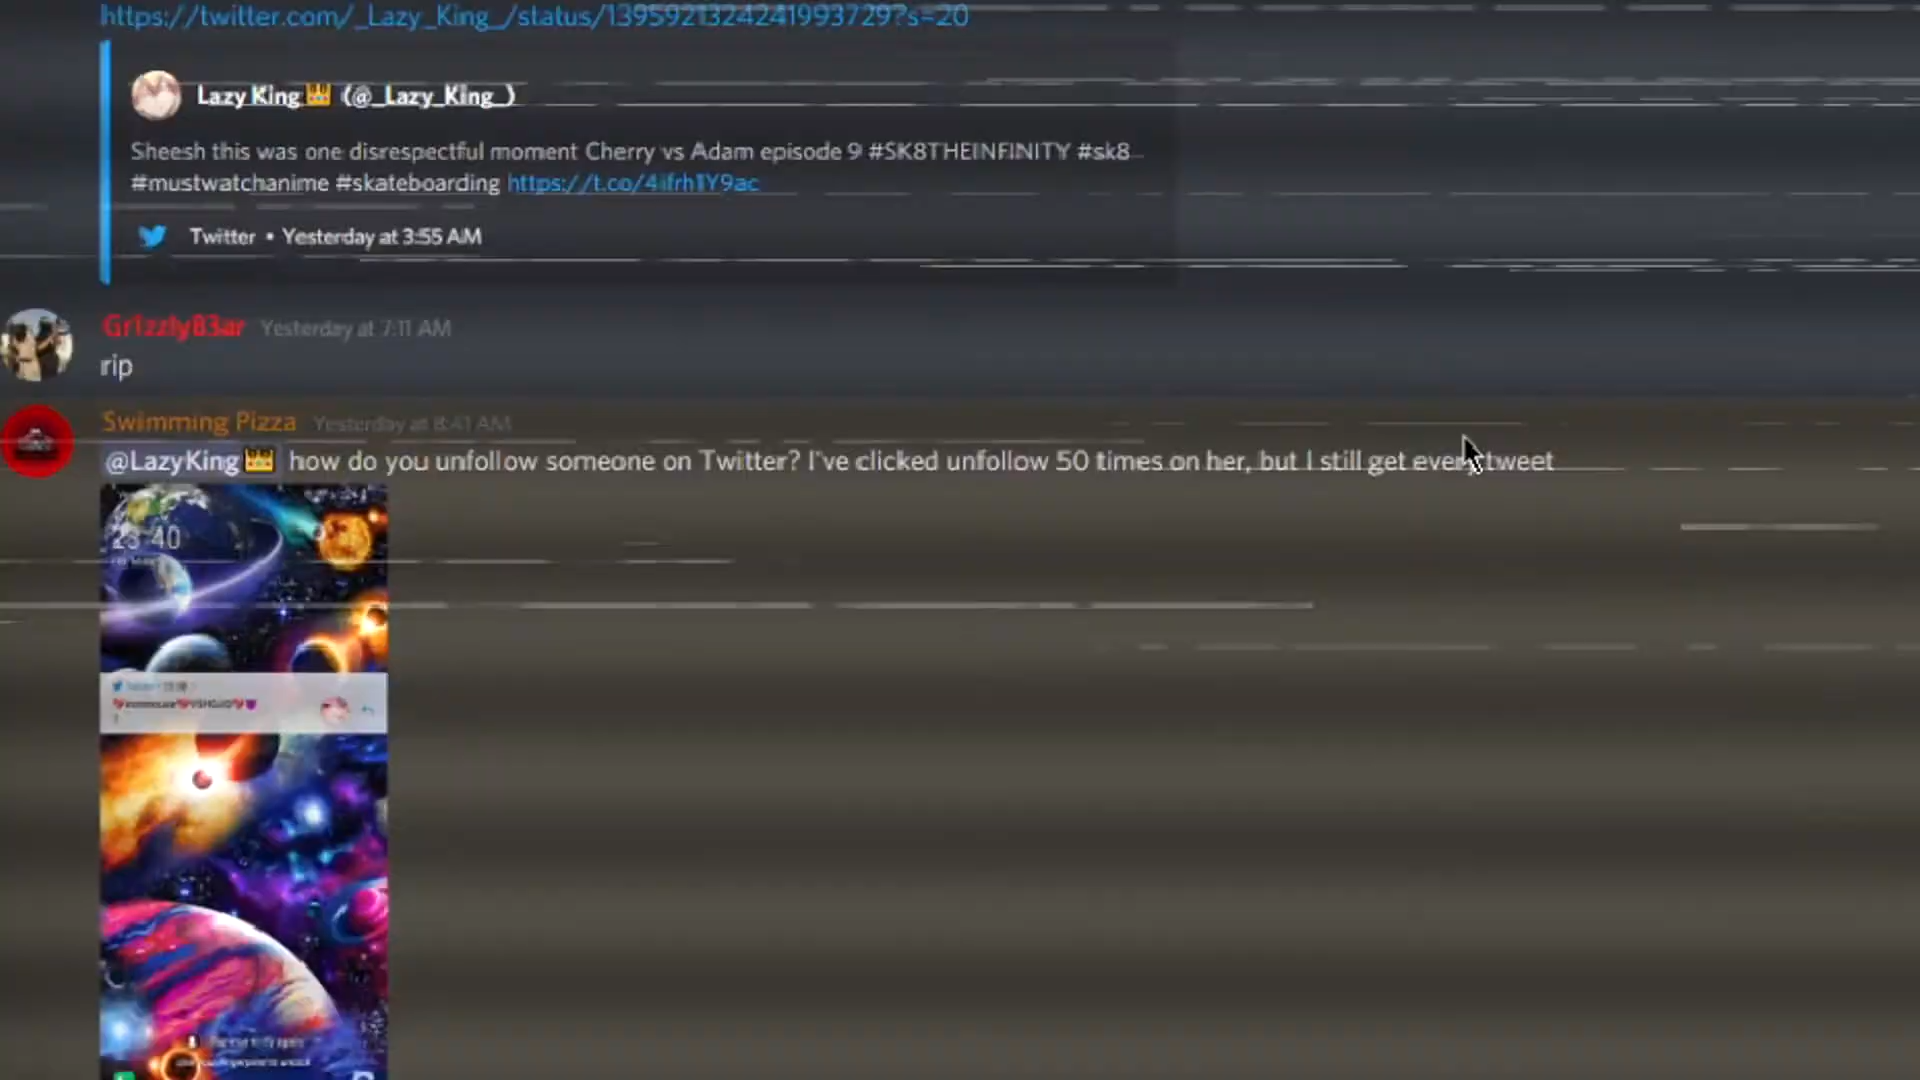 https://twitter.com/_Lazy_King_/status/1395921324241993729?s=20
Lazy King👑 (@_Lazy_King_)
Sheesh this was one disrespectful moment Cherry vs Adam episode 9 #SK8THEINFINITY #sk8
#mustwatchanime #skateboarding https://t.co/4iifrh1Y9ac
Twitter • Yesterday at 3:55 AM
Gr1zzlyB3ar Yesterday at 7:11 AM
rip
Swimming Pizza Yesterday at 8:41 AM
@LazyKing👑 how do you unfollow someone on Twitter? I've clicked unfollow 50 times on her, but I still get every tweet
23 40